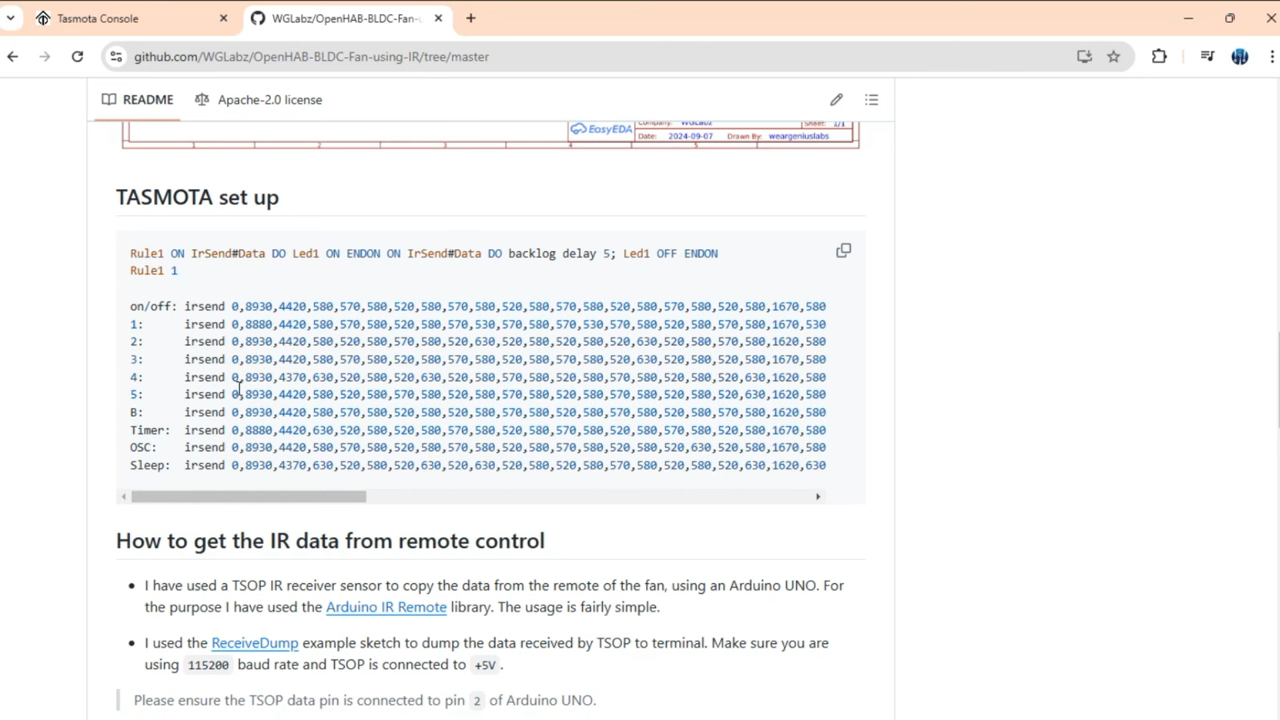 Tasmota Console
WGLabz/OpenHAB-BLDC-Fan-
github.com/WGLabz/OpenHAB-BLDC-Fan-using-IR/tree/master
README
Apache-2.0 license
EasyEDA
Date: 2024-09-07 Drawn By: weargeniuslabs
1 2 3 4 5
TASMOTA set up
Rule1 ON IrSend#Data DO Led1 ON ENDON ON IrSend#Data DO backlog delay 5; Led1 OFF ENDON
Rule1 1
on/off: irsend 0,8930,4420,580,570,580,520,580,570,580,520,580,570,580,520,580,570,580,520,580,1670,580
1: irsend 0,8880,4420,580,570,580,520,580,570,530,570,580,570,530,580,580,520,580,570,580,1670,530
2: irsend 0,8930,4420,580,520,580,570,580,520,630,520,580,520,580,520,630,520,580,570,580,1620,580
3: irsend 0,8930,4420,580,570,580,520,580,570,580,520,580,570,580,520,580,570,580,520,580,1670,580
4: irsend 0,8930,4370,630,520,580,520,630,520,580,570,580,520,580,570,580,520,580,520,630,1620,580
5: irsend 0,8930,4420,580,520,580,570,580,520,580,570,580,520,580,570,580,520,580,520,630,1620,580
B: irsend 0,8930,4420,580,570,580,520,580,570,580,520,580,570,580,520,580,520,580,570,580,1620,580
Timer: irsend 0,8880,4420,630,520,580,520,580,570,580,520,580,570,580,520,580,570,580,520,580,1670,580
OSC: irsend 0,8930,4420,580,570,580,520,580,570,580,520,580,570,580,520,580,520,630,520,580,1670,580
Sleep: irsend 0,8930,4370,630,520,580,520,630,520,630,520,580,520,580,570,580,520,580,520,630,1620,630
How to get the IR data from remote control
I have used a TSOP IR receiver sensor to copy the data from the remote of the fan, using an Arduino UNO. For
the purpose I have used the Arduino IR Remote library. The usage is fairly simple.
I used the ReceiveDump example sketch to dump the data received by TSOP to terminal. Make sure you are
using 115200 baud rate and TSOP is connected to +5V.
Please ensure the TSOP data pin is connected to pin 2 of Arduino UNO.